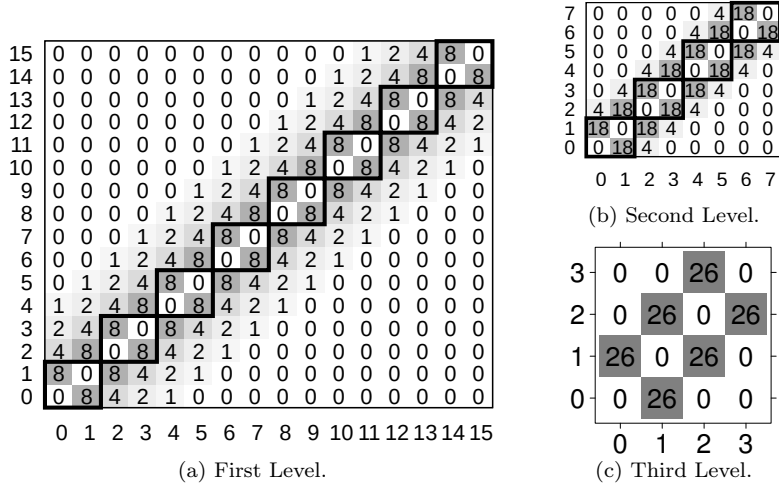 15 0 0 0 0 0 0 0 0 0 0 0 1 2 4 8 0
14 0 0 0 0 0 0 0 0 0 0 1 2 4 8 0 8
13 0 0 0 0 0 0 0 0 0 1 2 4 8 0 8 4
12 0 0 0 0 0 0 0 0 1 2 4 8 0 8 4 2
11 0 0 0 0 0 0 0 1 2 4 8 0 8 4 2 1
10 0 0 0 0 0 0 1 2 4 8 0 8 4 2 1 0
9 0 0 0 0 0 1 2 4 8 0 8 4 2 1 0 0
8 0 0 0 0 1 2 4 8 0 8 4 2 1 0 0 0
7 0 0 0 1 2 4 8 0 8 4 2 1 0 0 0 0
6 0 0 1 2 4 8 0 8 4 2 1 0 0 0 0 0
5 0 1 2 4 8 0 8 4 2 1 0 0 0 0 0 0
4 1 2 4 8 0 8 4 2 1 0 0 0 0 0 0 0
3 2 4 8 0 8 4 2 1 0 0 0 0 0 0 0 0
2 4 8 0 8 4 2 1 0 0 0 0 0 0 0 0 0
1 8 0 8 4 2 1 0 0 0 0 0 0 0 0 0 0
0 0 8 4 2 1 0 0 0 0 0 0 0 0 0 0 0
0 1 2 3 4 5 6 7 8 9 10 11 12 13 14 15
(a) First Level.
7 0 0 0 0 0 4 18 0
6 0 0 0 0 4 18 0 18
5 0 0 0 4 18 0 18 4
4 0 0 4 18 0 18 4 0
3 0 4 18 0 18 4 0 0
2 4 18 0 18 4 0 0 0
1 18 0 18 4 0 0 0 0
0 0 18 4 0 0 0 0 0
0 1 2 3 4 5 6 7
(b) Second Level.
3 0 0 26 0
2 0 26 0 26
1 26 0 26 0
0 0 26 0 0
0 1 2 3
(c) Third Level.